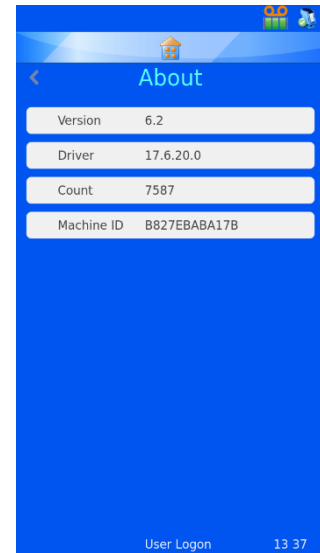 About
Version 6.2
Driver 17.6.20.0
Count 7587
Machine ID B827EBABA17B
User Logon 13 37